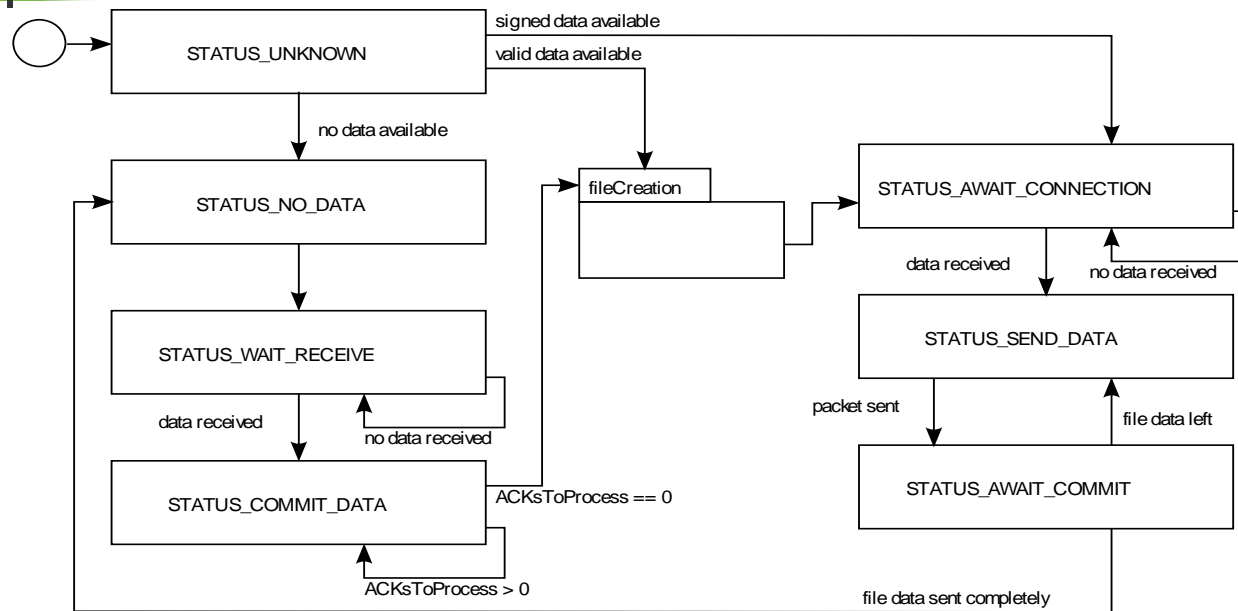 signed data available
STATUS_UNKNOWN
valid data available
no data available
fileCreation
STATUS_AWAIT_CONNECTION
STATUS_NO_DATA
data received
no data received
STATUS_WAIT_RECEIVE
STATUS_SEND_DATA
packet sent
file data left
data received
no data received
STATUS_AWAIT_COMMIT
ACKsToProcess == 0
STATUS_COMMIT_DATA
ACKsToProcess > 0
file data sent completely